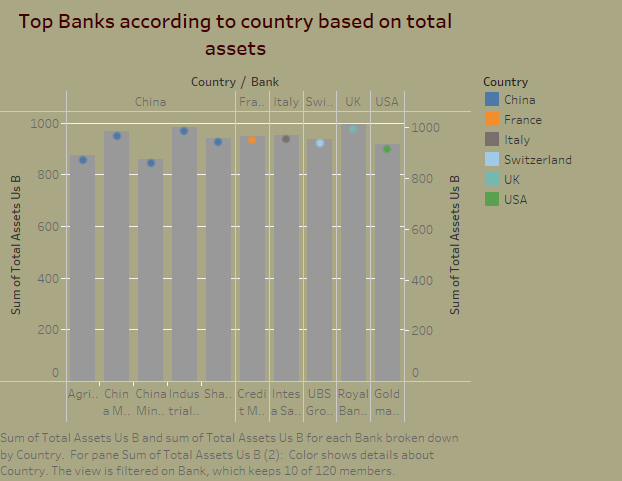 Top Banks according to country based on total
assets
Country / Bank
China Fra.. Italy Swi.. UK USA
Country
China
France
Italy
Switzerland
UK
USA
Sum of Total Assets Us B
1000
800
600
400
200
0
1000
800
600
400
200
0
Sum of Total Assets Us B
Agri.. Chin China Indus Sha.. Credi Intes UBS Royal Gold
a M.. Min.. trial.. t M.. a Sa.. Gro.. Ban.. ma..
Sum of Total Assets Us B and sum of Total Assets Us B for each Bank broken down
by Country. For pane Sum of Total Assets Us B (2): Color shows details about
Country. The view is filtered on Bank, which keeps 10 of 120 members.